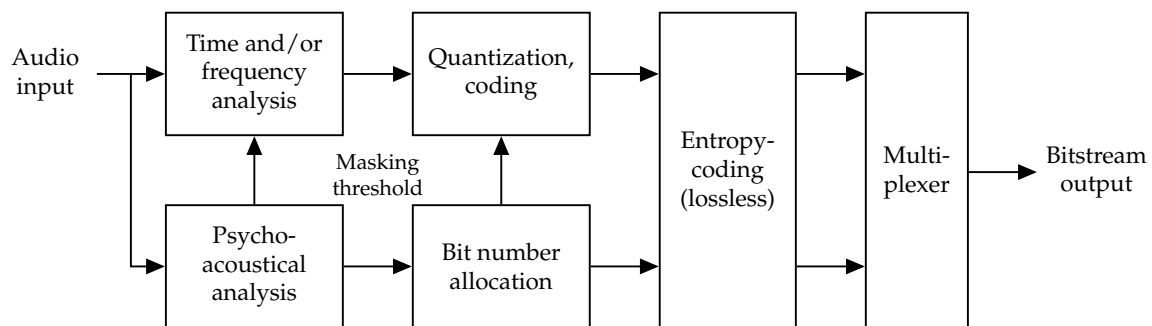 Audio
input
Time and/or
frequency
analysis
Quantization,
coding
Masking
threshold
Psycho-
acoustical
analysis
Bit number
allocation
Entropy-
coding
(lossless)
Multi-
plexer
Bitstream
output